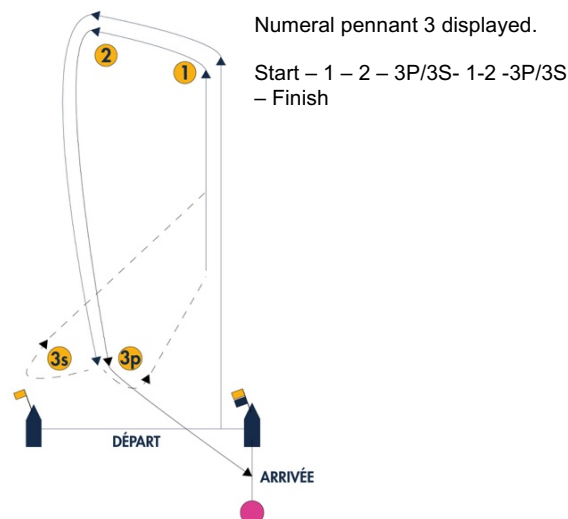 Numeral pennant 3 displayed.
Start – 1 – 2 – 3P/3S- 1-2 -3P/3S
– Finish
2
1
3s
3p
DÉPART
ARRIVÉE